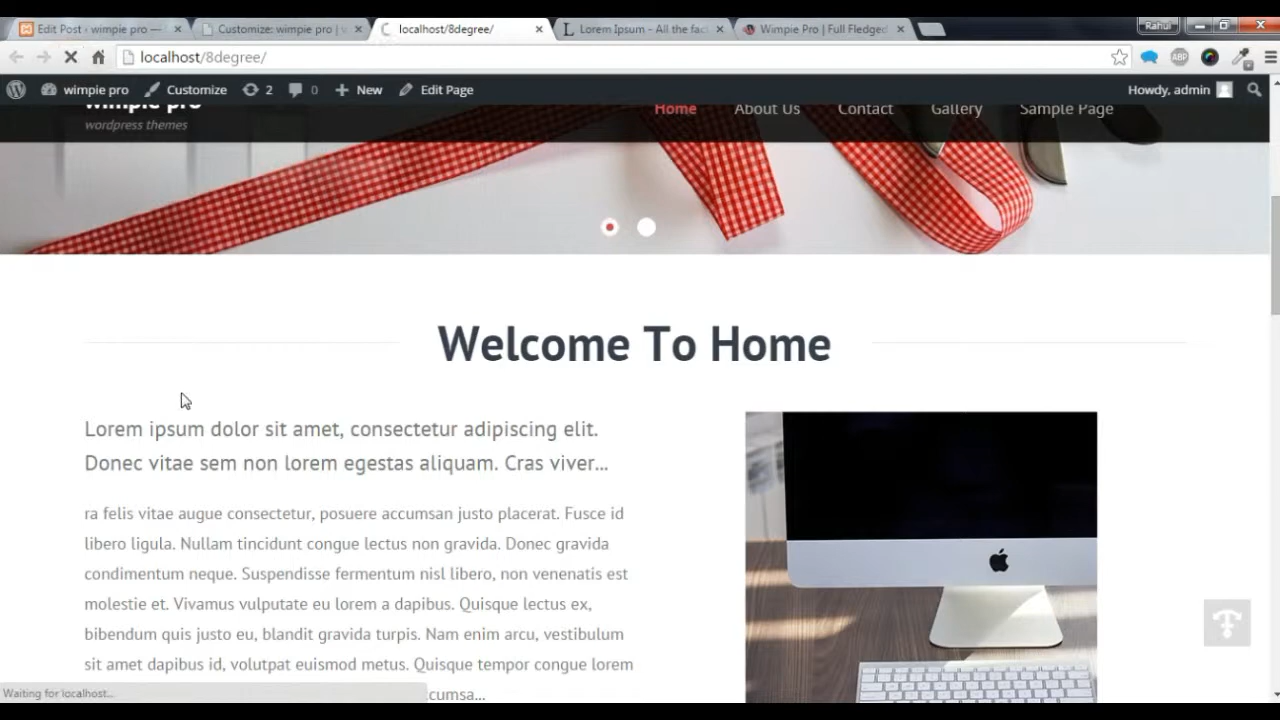 Edit Post ‹ wimpie pro —
Customize: wimpie pro |
localhost/8degree/
Lorem Ipsum - All the fac
Wimpie Pro | Full Fledged
Rahul
localhost/8degree/
ABP
wimpie pro
Customize
2
0
New
Edit Page
Howdy, admin
wimpie pro
wordpress themes
Home
About Us
Contact
Gallery
Sample Page
Welcome To Home
Lorem ipsum dolor sit amet, consectetur adipiscing elit.
Donec vitae sem non lorem egestas aliquam. Cras viver...
ra felis vitae augue consectetur, posuere accumsan justo placerat. Fusce id
libero ligula. Nullam tincidunt congue lectus non gravida. Donec gravida
condimentum neque. Suspendisse fermentum nisl libero, non venenatis est
molestie et. Vivamus vulputate eu lorem a dapibus. Quisque lectus ex,
bibendum quis justo eu, blandit gravida turpis. Nam enim arcu, vestibulum
sit amet dapibus id, volutpat euismod metus. Quisque tempor congue lorem
cumsa...
Waiting for localhost...